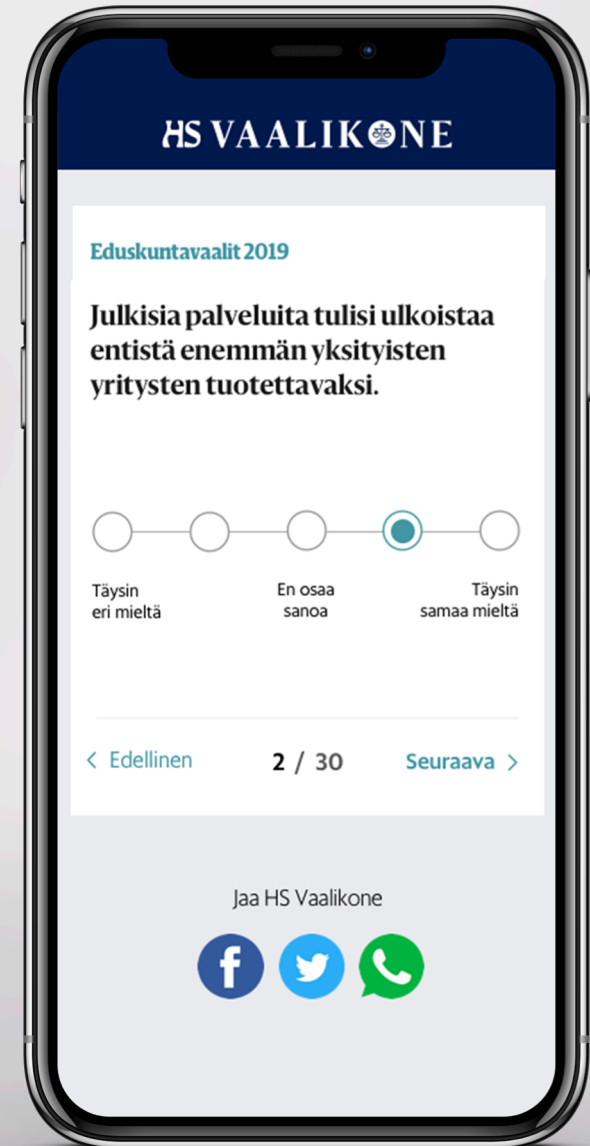 HS VAALIKONE
Eduskuntavaalit 2019
Julkisia palveluita tulisi ulkoistaa
entistä enemmän yksityisten
yritysten tuotettavaksi.
Täysin
eri mieltä
En osaa
sanoa
Täysin
samaa mieltä
< Edellinen
2 / 30
Seuraava >
Jaa HS Vaalikone